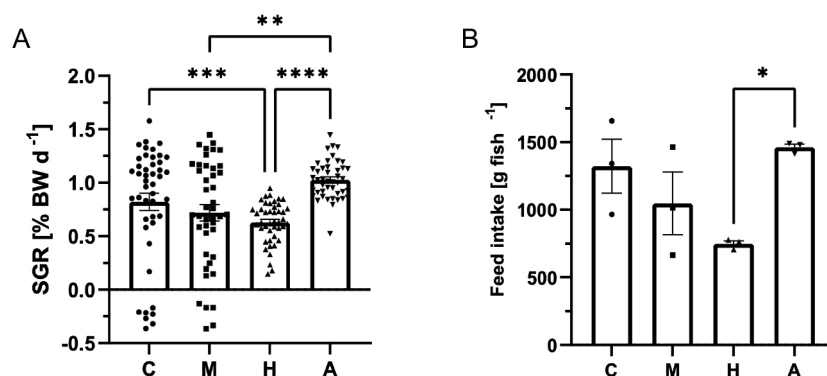 A
**
***
****
2.0
1.5
1.0
0.5
0.0
-0.5
SGR [% BW d -1]
C M H A
B
*
2000
1500
1000
500
0
Feed intake [g fish -1]
C M H A